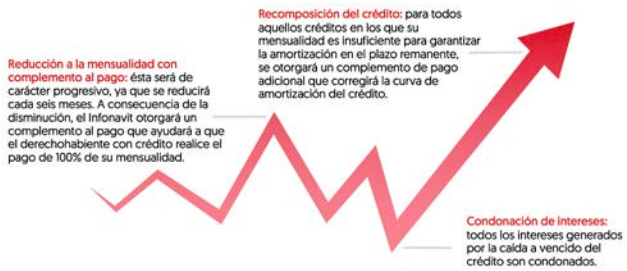 Recomposición del crédito: para todos
aquellos créditos en los que su
mensualidad es insuficiente para garantizar
la amortización en el plazo remanente,
se otorgará un complemento de pago
adicional que corregirá la curva de
amortización del crédito.
Reducción a la mensualidad con
complemento al pago: ésta será de
carácter progresivo, ya que se reducirá
cada seis meses. A consecuencia de la
disminución, el Infonavit otorgará un
complemento al pago que ayudará a que
el derechohabiente con crédito realice el
pago de 100% de su mensualidad.
Condonación de intereses:
todos los intereses generados
por la caída a vencido del
crédito son condonados.